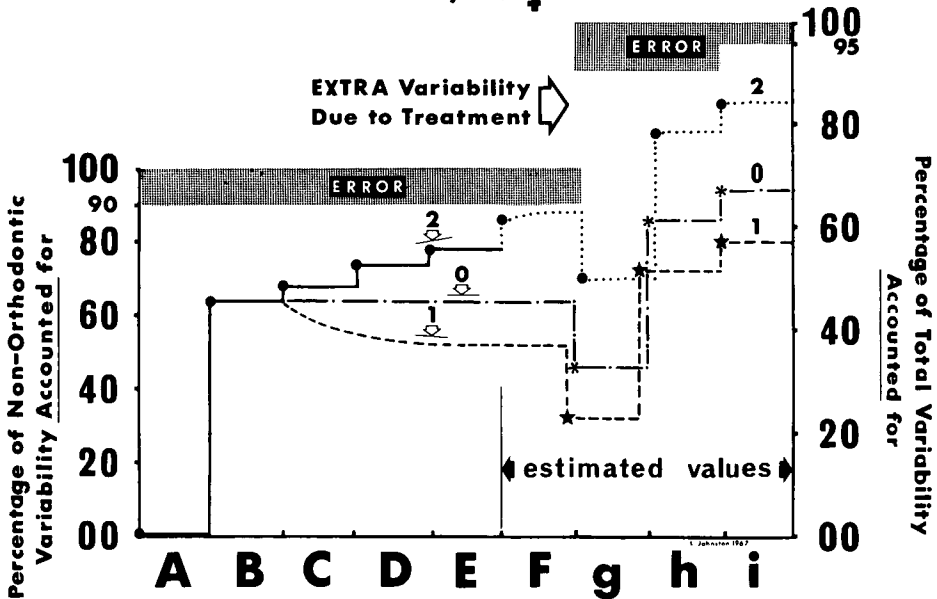 100
ERROR
95
EXTRA Variability
Due to Treatment
2
80
0
60
1
40
20
00
Percentage of Total Variability
Accounted for
100
ERROR
90
80
60
40
20
00
Percentage of Non-Orthodontic
Variability Accounted for
2
0
1
estimated values
L. Johnston 1967
A B C D E F g h i